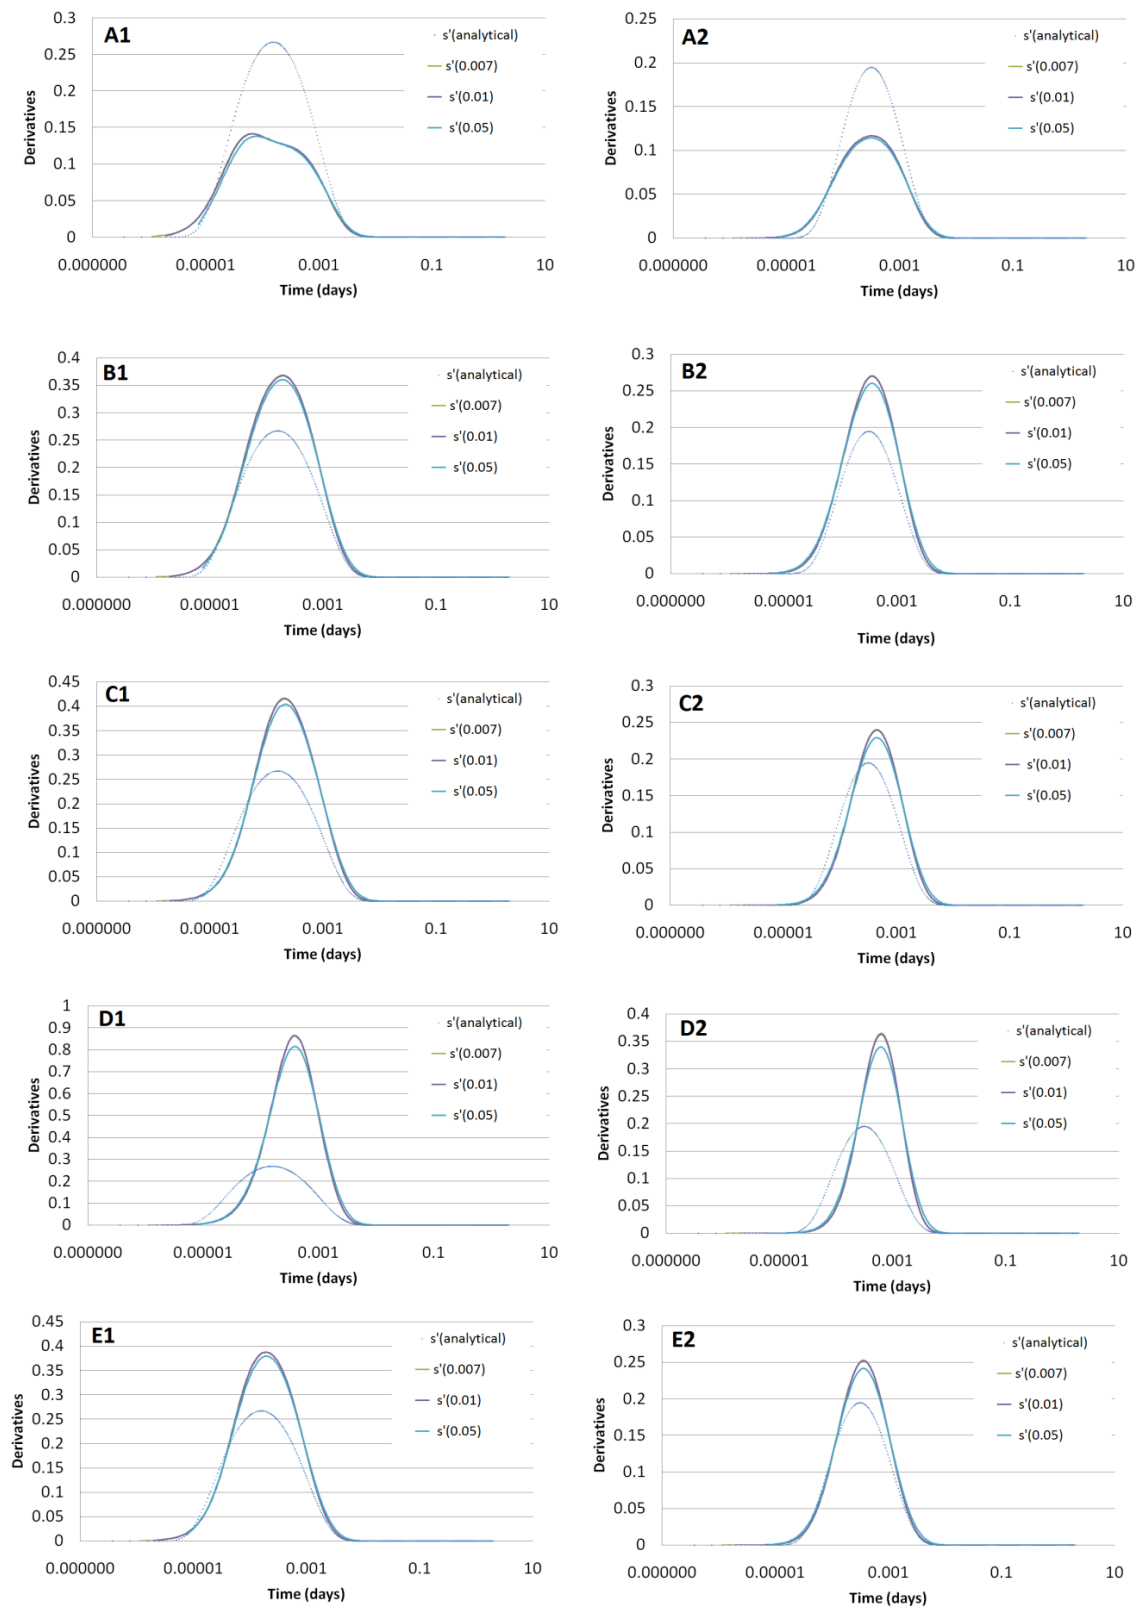 A1
0.3
0.25
0.2
0.15
0.1
0.05
0
Derivatives
s'(analytical)
s'(0.007)
s'(0.01)
s'(0.05)
0.000000 0.00001 0.001 0.1 10
Time (days)
A2
0.25
0.2
0.15
0.1
0.05
0
Derivatives
s'(analytical)
s'(0.007)
s'(0.01)
s'(0.05)
0.000000 0.00001 0.001 0.1 10
Time (days)
B1
0.4
0.35
0.3
0.25
0.2
0.15
0.1
0.05
0
Derivatives
s'(analytical)
s'(0.007)
s'(0.01)
s'(0.05)
0.000000 0.00001 0.001 0.1 10
Time (days)
B2
0.3
0.25
0.2
0.15
0.1
0.05
0
Derivatives
s'(analytical)
s'(0.007)
s'(0.01)
s'(0.05)
0.000000 0.00001 0.001 0.1 10
Time (days)
C1
0.45
0.4
0.35
0.3
0.25
0.2
0.15
0.1
0.05
0
Derivatives
s'(analytical)
s'(0.007)
s'(0.01)
s'(0.05)
0.000000 0.00001 0.001 0.1 10
Time (days)
C2
0.3
0.25
0.2
0.15
0.1
0.05
0
Derivatives
s'(analytical)
s'(0.007)
s'(0.01)
s'(0.05)
0.000000 0.00001 0.001 0.1 10
Time (days)
D1
1
0.9
0.8
0.7
0.6
0.5
0.4
0.3
0.2
0.1
0
Derivatives
s'(analytical)
s'(0.007)
s'(0.01)
s'(0.05)
0.000000 0.00001 0.001 0.1 10
Time (days)
D2
0.4
0.35
0.3
0.25
0.2
0.15
0.1
0.05
0
Derivatives
s'(analytical)
s'(0.007)
s'(0.01)
s'(0.05)
0.000000 0.00001 0.001 0.1 10
Time (days)
E1
0.45
0.4
0.35
0.3
0.25
0.2
0.15
0.1
0.05
0
Derivatives
s'(analytical)
s'(0.007)
s'(0.01)
s'(0.05)
0.000000 0.00001 0.001 0.1 10
Time (days)
E2
0.3
0.25
0.2
0.15
0.1
0.05
0
Derivatives
s'(analytical)
s'(0.007)
s'(0.01)
s'(0.05)
0.000000 0.00001 0.001 0.1 10
Time (days)